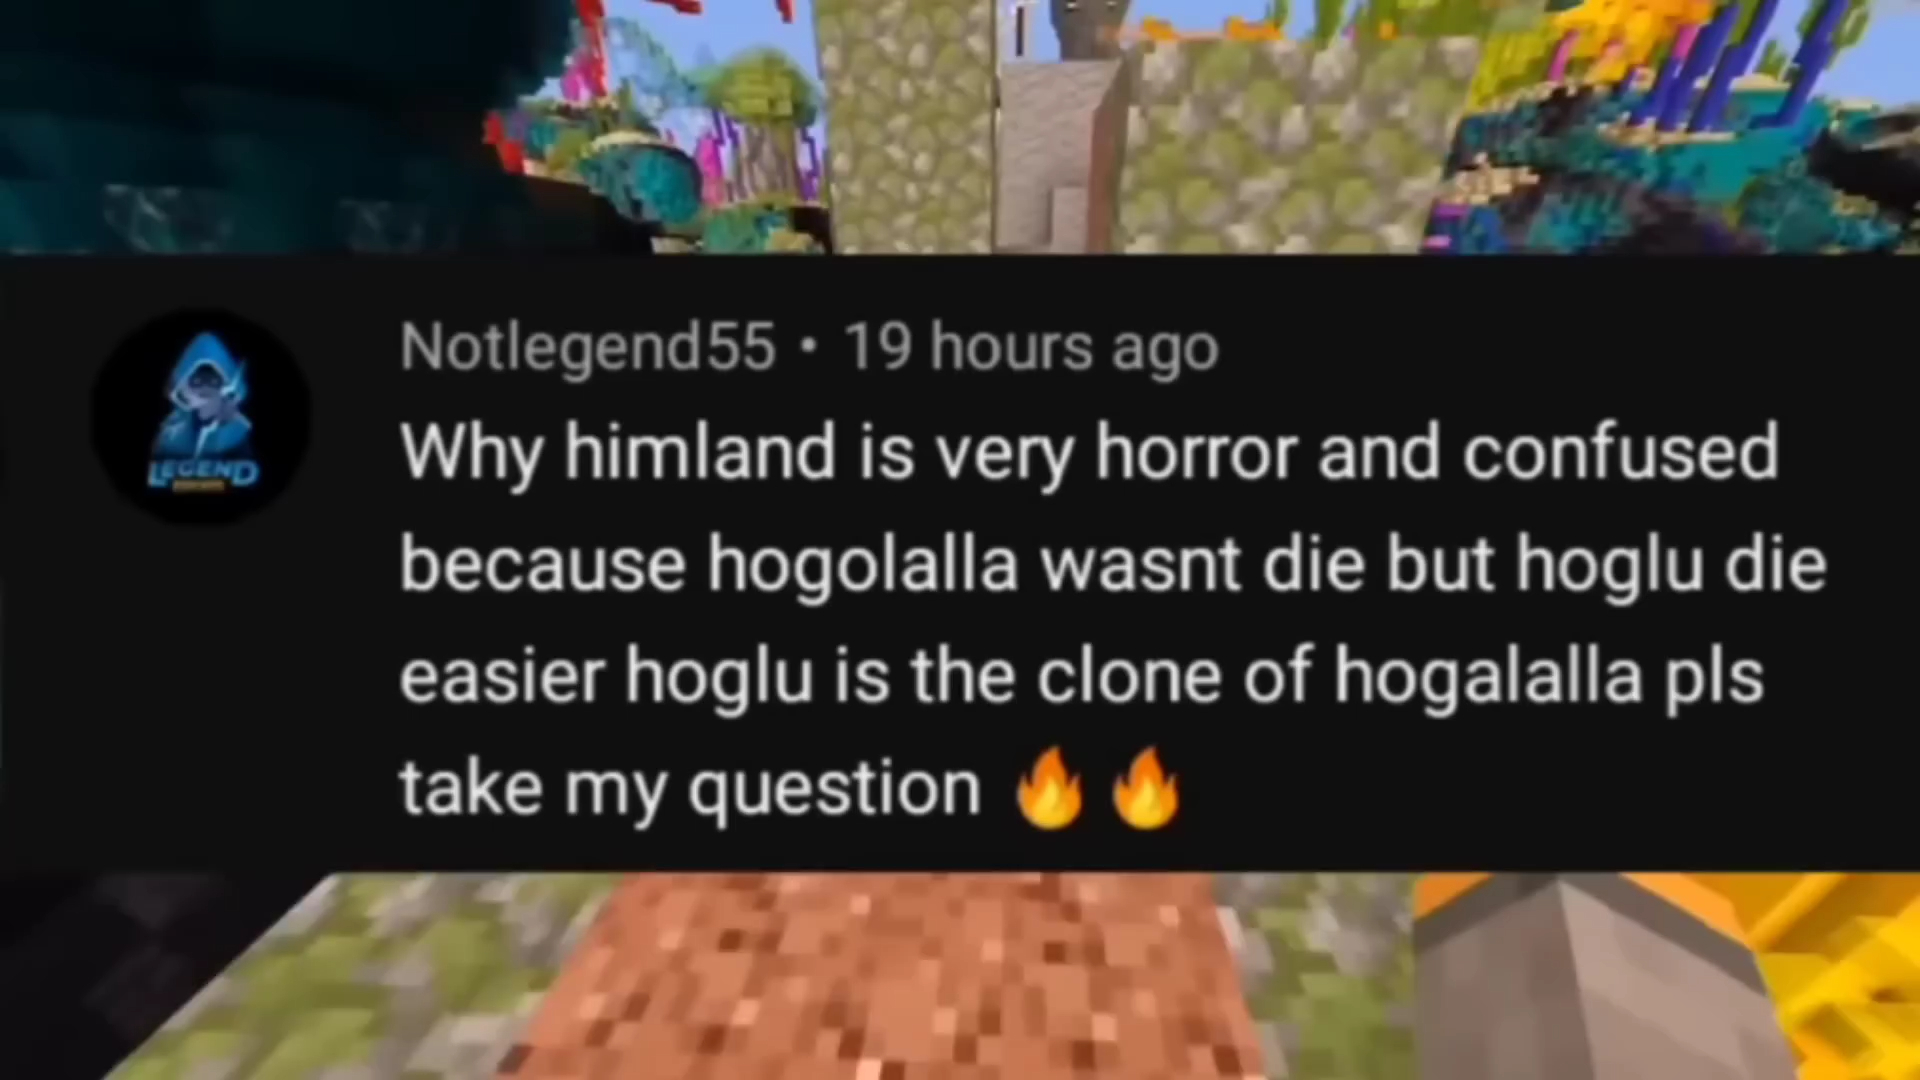 Notlegend55 • 19 hours ago
Why himland is very horror and confused
because hogolalla wasnt die but hoglu die
easier hoglu is the clone of hogalalla pls
take my question 🔥 🔥
LEGEND